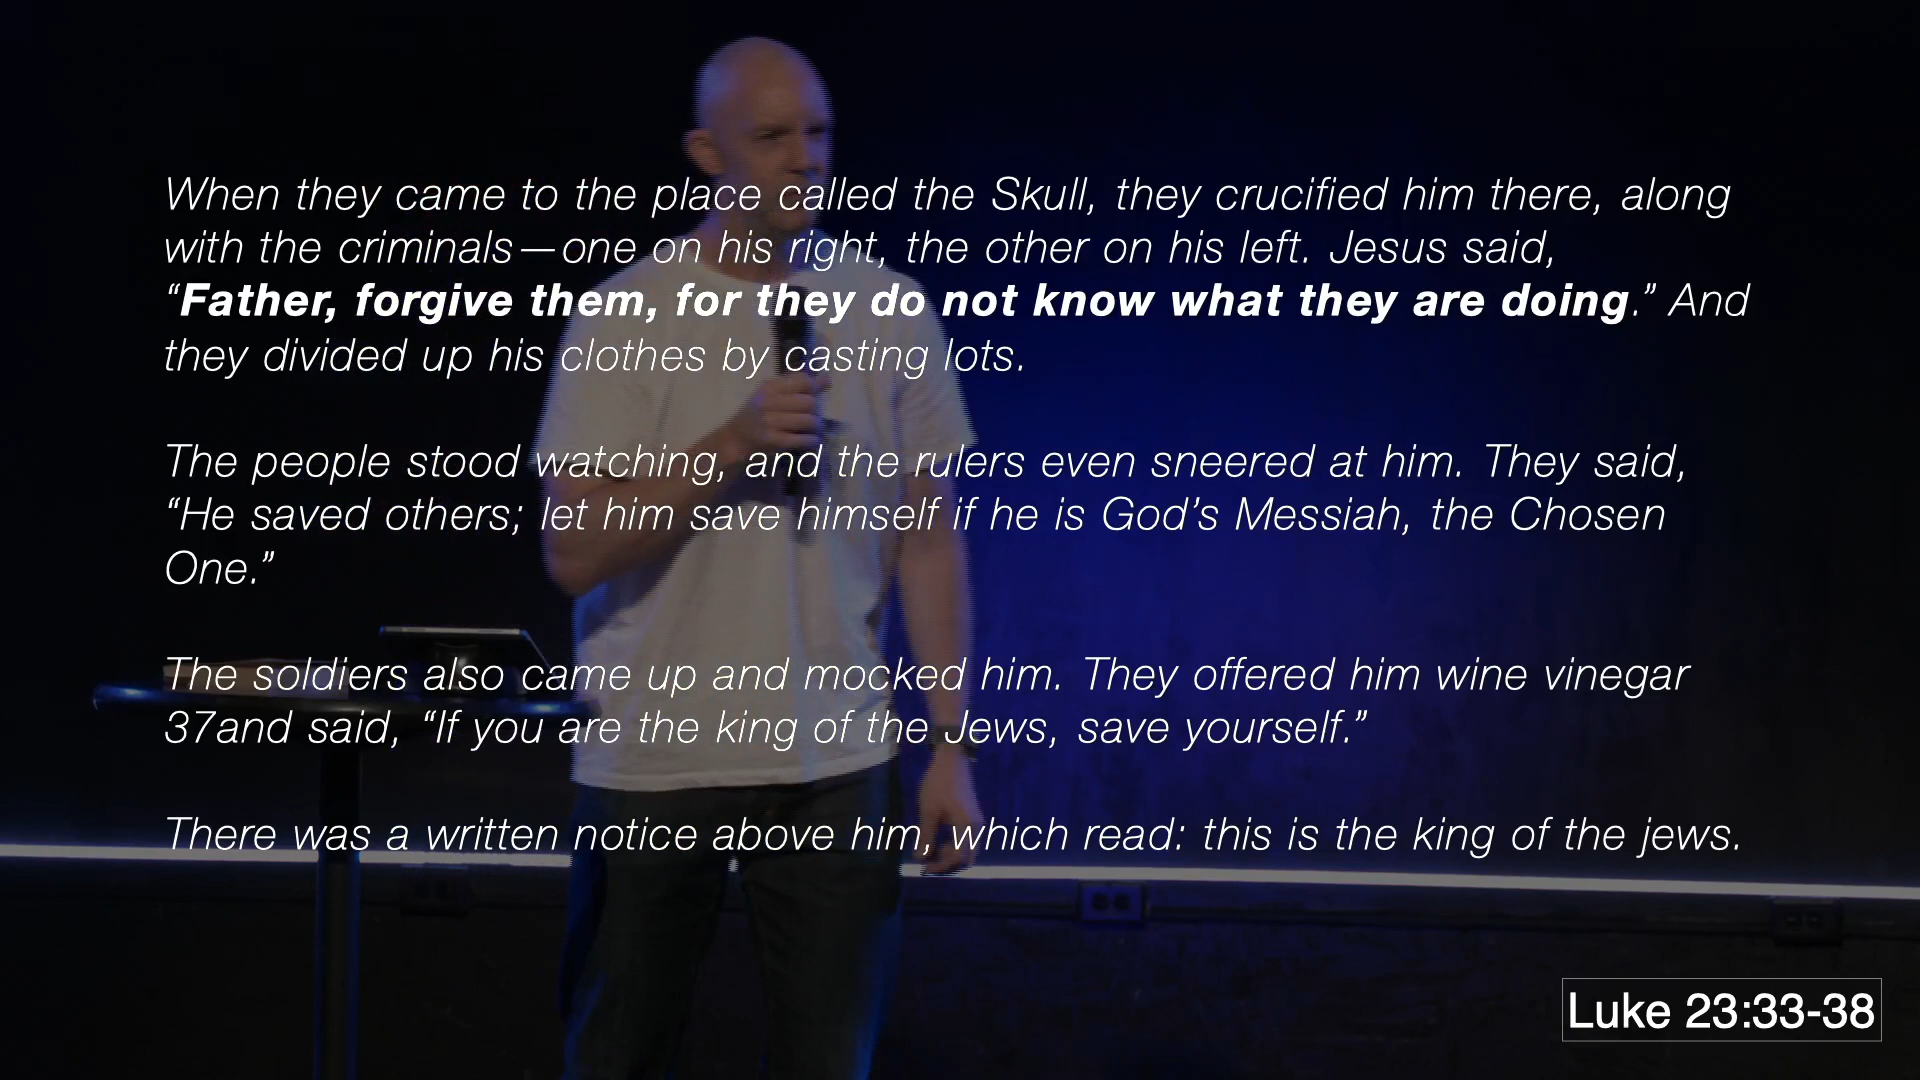 When they came to the place called the Skull, they crucified him there, along
with the criminals—one on his right, the other on his left. Jesus said,
“Father, forgive them, for they do not know what they are doing.” And
they divided up his clothes by casting lots.
The people stood watching, and the rulers even sneered at him. They said,
“He saved others; let him save himself if he is God’s Messiah, the Chosen
One.”
The soldiers also came up and mocked him. They offered him wine vinegar
37and said, “If you are the king of the Jews, save yourself.”
There was a written notice above him, which read: this is the king of the jews.
Luke 23:33-38